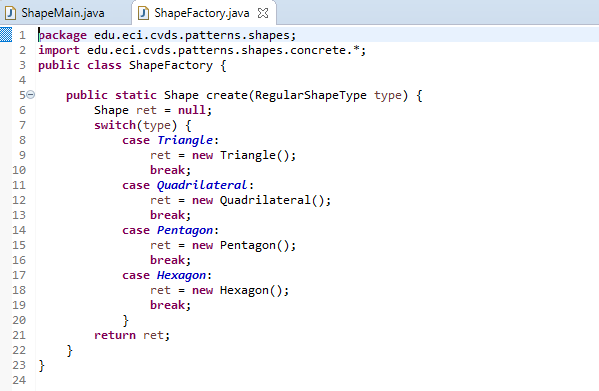 ShapeMain.java ShapeFactory.java
1 package edu.eci.cvds.patterns.shapes;
2 import edu.eci.cvds.patterns.shapes.concrete.*;
3 public class ShapeFactory {
4
5 public static Shape create(RegularShapeType type) {
6 Shape ret = null;
7 switch(type) {
8 case Triangle:
9 ret = new Triangle();
10 break;
11 case Quadrilateral:
12 ret = new Quadrilateral();
13 break;
14 case Pentagon:
15 ret = new Pentagon();
16 break;
17 case Hexagon:
18 ret = new Hexagon();
19 break;
20 }
21 return ret;
22 }
23 }
24